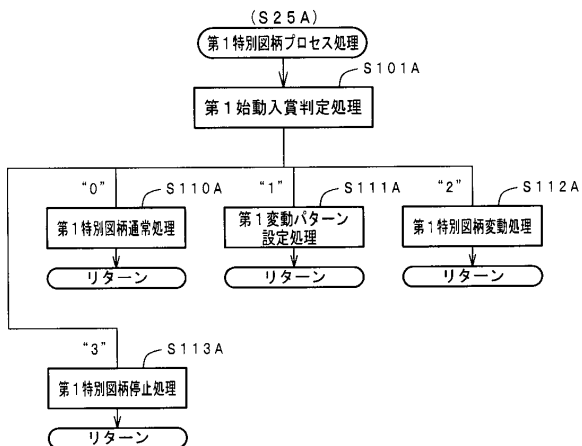 (S25A)
第1特別図柄プロセス処理
S101A
第1始動入賞判定処理
“0”
S110A
“1”
S111A
“2”
S112A
第1特別図柄通常処理
第1変動パターン
設定処理
第1特別図柄変動処理
リターン
リターン
リターン
“3”
S113A
第1特別図柄停止処理
リターン